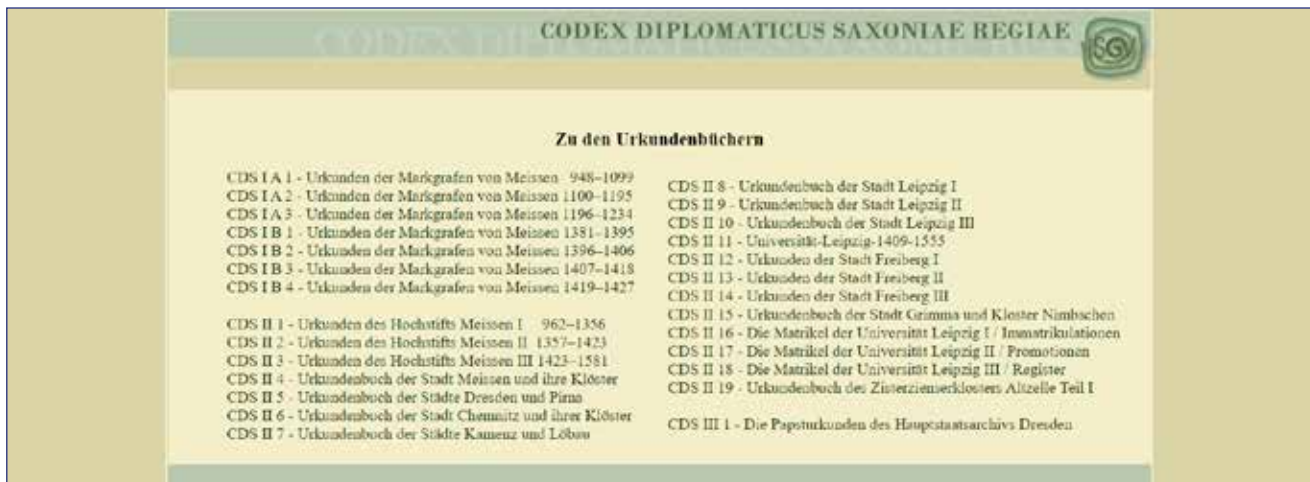 CODEX DIPLOMATICUS SAXONIAE REGIAE
Zu den Urkundenbüchern
CDS I A 1 - Urkunden der Markgrafen von Meissen 948–1099
CDS I A 2 - Urkunden der Markgrafen von Meissen 1100–1195
CDS I A 3 - Urkunden der Markgrafen von Meissen 1196–1234
CDS I B 1 - Urkunden der Markgrafen von Meissen 1381–1395
CDS I B 2 - Urkunden der Markgrafen von Meissen 1396–1406
CDS I B 3 - Urkunden der Markgrafen von Meissen 1407–1418
CDS I B 4 - Urkunden der Markgrafen von Meissen 1419–1427
CDS II 1 - Urkunden des Hochstifts Meissen I 962–1356
CDS II 2 - Urkunden des Hochstifts Meissen II 1357–1423
CDS II 3 - Urkunden des Hochstifts Meissen III 1423–1581
CDS II 4 - Urkundenbuch der Stadt Meissen und ihre Klöster
CDS II 5 - Urkundenbuch der Städte Dresden und Pirna
CDS II 6 - Urkundenbuch der Stadt Chemnitz und ihrer Klöster
CDS II 7 - Urkundenbuch der Städte Kamenz und Löbau
CDS II 8 - Urkundenbuch der Stadt Leipzig I
CDS II 9 - Urkundenbuch der Stadt Leipzig II
CDS II 10 - Urkundenbuch der Stadt Leipzig III
CDS II 11 - Universität-Leipzig-1409-1555
CDS II 12 - Urkunden der Stadt Freiberg I
CDS II 13 - Urkunden der Stadt Freiberg II
CDS II 14 - Urkunden der Stadt Freiberg III
CDS II 15 - Urkundenbuch der Stadt Grimma und Kloster Nimbschen
CDS II 16 - Die Matrikel der Universität Leipzig I / Immatrikulationen
CDS II 17 - Die Matrikel der Universität Leipzig II / Promotionen
CDS II 18 - Die Matrikel der Universität Leipzig III / Register
CDS II 19 - Urkundenbuch des Zisterzienserklosters Altzelle Teil I
CDS III 1 - Die Papsturkunden des Hauptstaatsarchivs Dresden